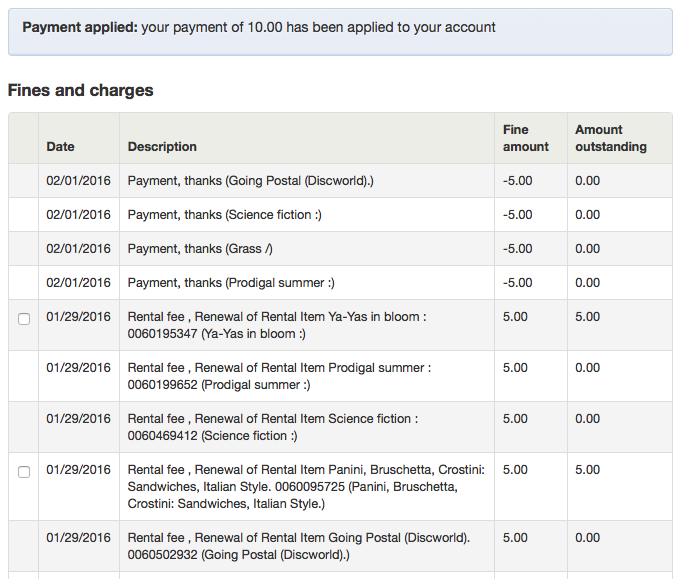 Payment applied: your payment of 10.00 has been applied to your account
Fines and charges
Date Description Fine amount Amount outstanding
02/01/2016 Payment, thanks (Going Postal (Discworld).) -5.00 0.00
02/01/2016 Payment, thanks (Science fiction :) -5.00 0.00
02/01/2016 Payment, thanks (Grass /) -5.00 0.00
02/01/2016 Payment, thanks (Prodigal summer :) -5.00 0.00
01/29/2016 Rental fee , Renewal of Rental Item Ya-Yas in bloom : 5.00 5.00
0060195347 (Ya-Yas in bloom :)
01/29/2016 Rental fee , Renewal of Rental Item Prodigal summer : 5.00 0.00
0060199652 (Prodigal summer :)
01/29/2016 Rental fee , Renewal of Rental Item Science fiction : 5.00 0.00
0060469412 (Science fiction :)
01/29/2016 Rental fee , Renewal of Rental Item Panini, Bruschetta, Crostini: 5.00 5.00
Sandwiches, Italian Style. 0060095725 (Panini, Bruschetta,
Crostini: Sandwiches, Italian Style.)
01/29/2016 Rental fee , Renewal of Rental Item Going Postal (Discworld). 5.00 0.00
0060502932 (Going Postal (Discworld).)